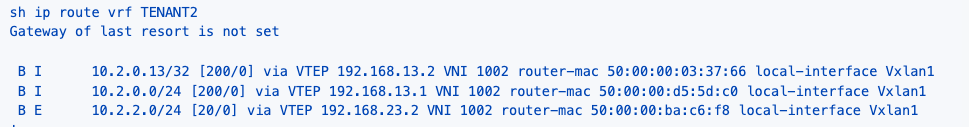 sh ip route vrf TENANT2
Gateway of last resort is not set
B I 10.2.0.13/32 [200/0] via VTEP 192.168.13.2 VNI 1002 router-mac 50:00:00:03:37:66 local-interface Vxlan1
B I 10.2.0.0/24 [200/0] via VTEP 192.168.13.1 VNI 1002 router-mac 50:00:00:d5:5d:c0 local-interface Vxlan1
B E 10.2.2.0/24 [20/0] via VTEP 192.168.23.2 VNI 1002 router-mac 50:00:00:ba:c6:f8 local-interface Vxlan1